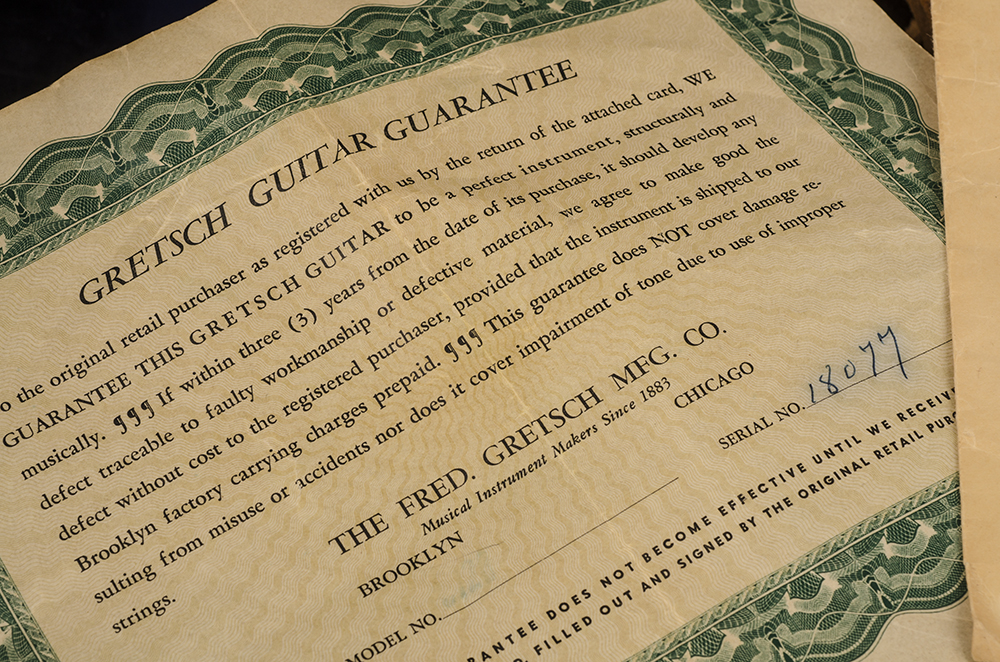 GRETSCH GUITAR GUARANTEE
o the original retail purchaser as registered with us by the return of the attached card, WE
GUARANTEE THIS GRETSCH GUITAR to be a perfect instrument, structurally and
musically. ¶¶¶ If within three (3) years from the date of its purchase, it should develop any
defect traceable to faulty workmanship or defective material, we agree to make good the
defect without cost to the registered purchaser, provided that the instrument is shipped to our
Brooklyn factory carrying charges prepaid. ¶¶¶ This guarantee does NOT cover damage re-
sulting from misuse or accidents nor does it cover impairment of tone due to use of improper
strings.
THE FRED. GRETSCH MFG. CO.
Musical Instrument Makers Since 1883
BROOKLYN CHICAGO
MODEL NO. SERIAL NO. 18077
RANTEE DOES NOT BECOME EFFECTIVE UNTIL WE RECEIV
FILLED OUT AND SIGNED BY THE ORIGINAL RETAIL PUR